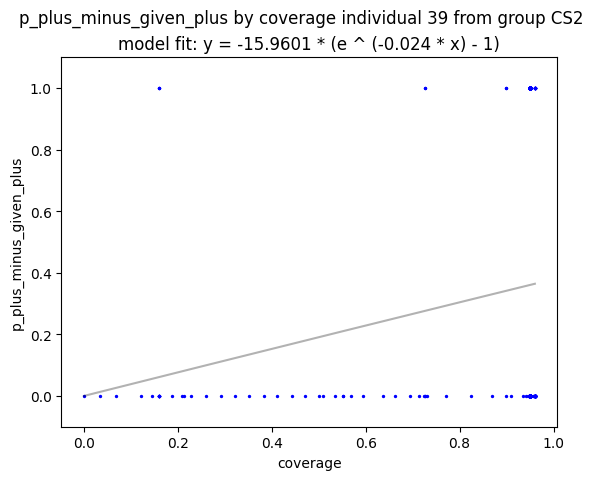 p_plus_minus_given_plus by coverage individual 39 from group CS2
model fit: y = -15.9601 * (e ^ (-0.024 * x) - 1)
1.0
0.8
0.6
0.4
0.2
0.0
p_plus_minus_given_plus
0.0 0.2 0.4 0.6 0.8 1.0
coverage